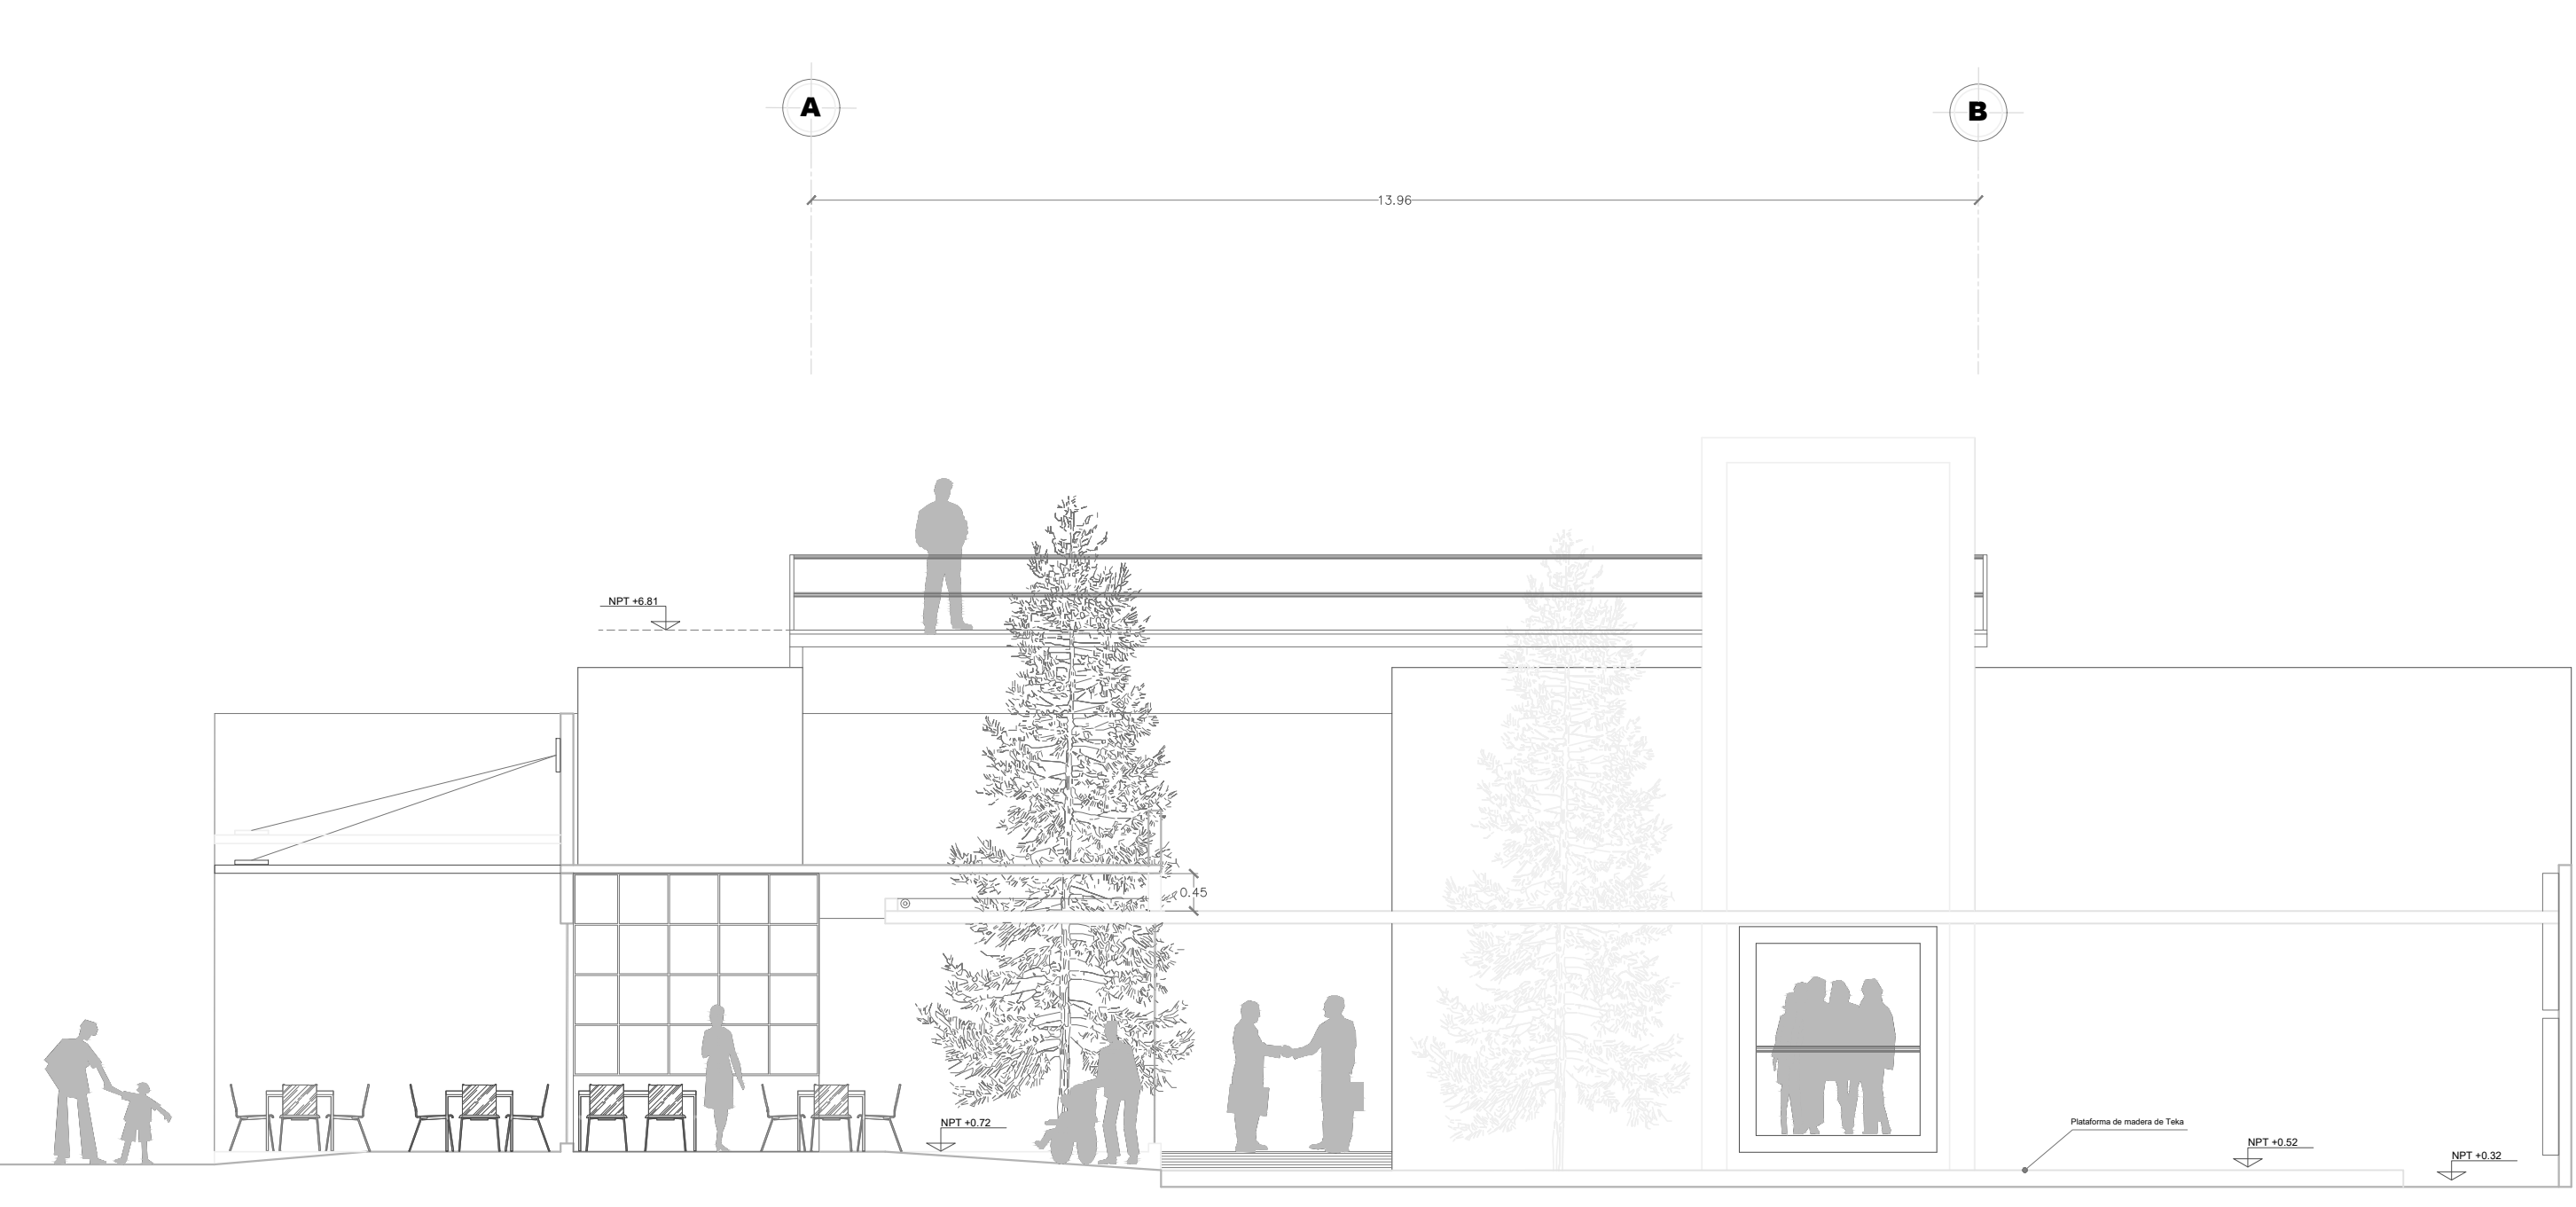 A
B
13.96
NPT +6.81
0.45
NPT +0.72
Plataforma de madera de Teka
NPT +0.52
NPT +0.32